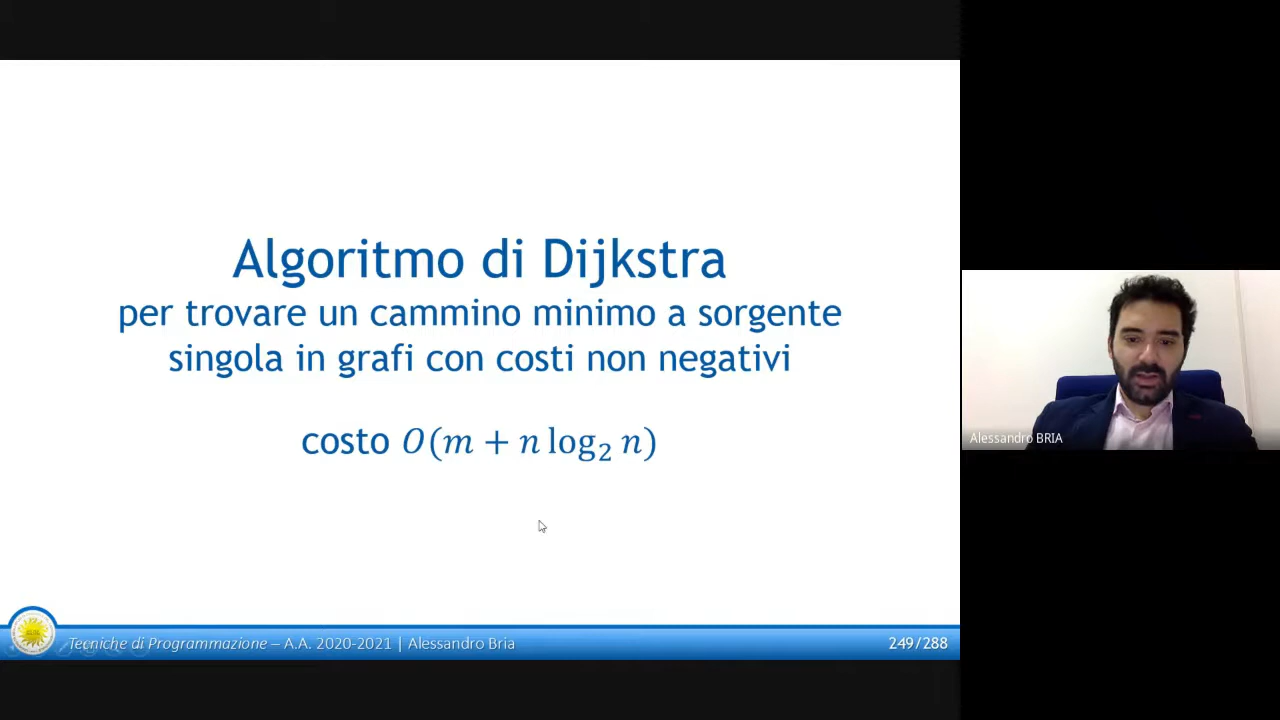 Algoritmo di Dijkstra
per trovare un cammino minimo a sorgente
singola in grafi con costi non negativi
costo O(m + n log₂ n)
Alessandro BRIA
Tecniche di Programmazione – A.A. 2020-2021 | Alessandro Bria
249/288